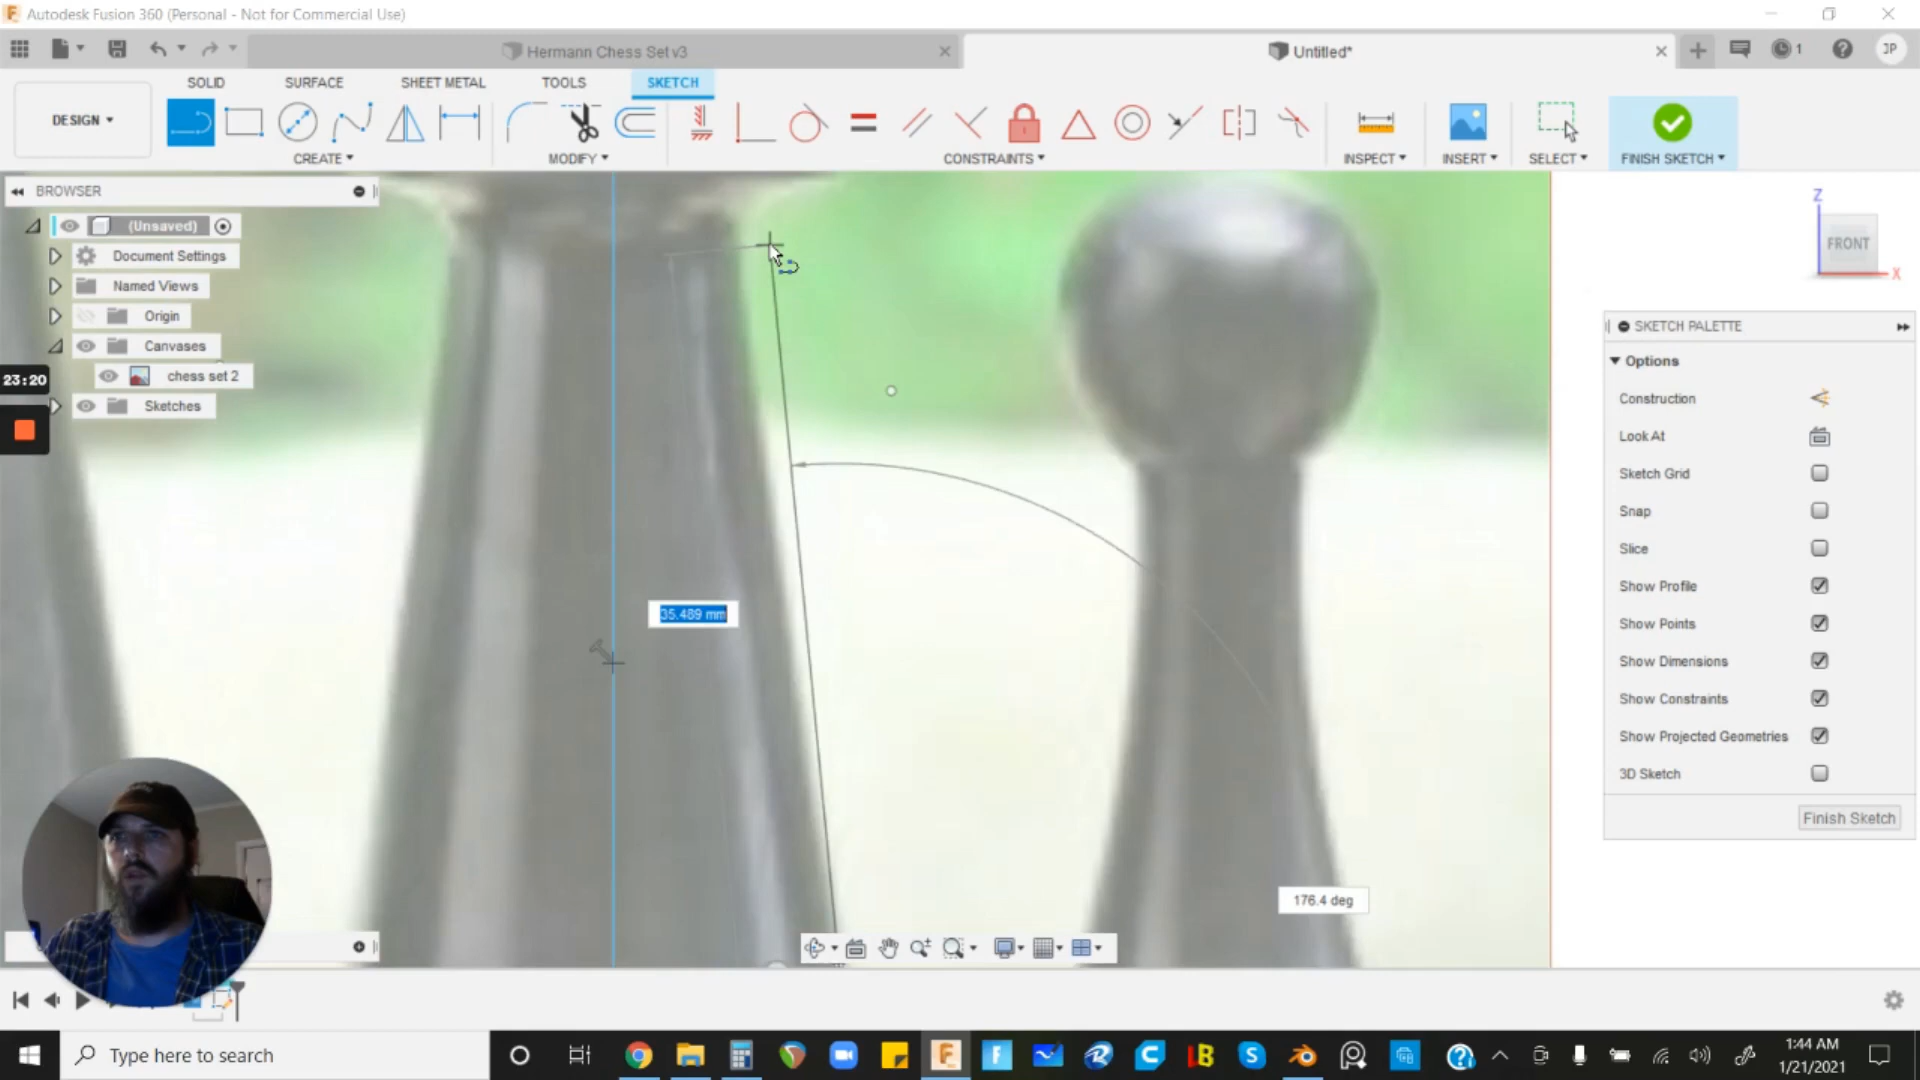 Autodesk Fusion 360 (Personal - Not for Commercial Use)
Hermann Chess Set v3
Untitled*
1
JP
DESIGN
SOLID
SURFACE
SHEET METAL
TOOLS
SKETCH
CREATE
MODIFY
CONSTRAINTS
INSPECT
INSERT
SELECT
FINISH SKETCH
BROWSER
(Unsaved)
Document Settings
Named Views
Origin
Canvases
chess set 2
Sketches
23:20
35.489 mm
176.4 deg
Z
FRONT
X
SKETCH PALETTE
Options
Construction
Look At
Sketch Grid
Snap
Slice
Show Profile
Show Points
Show Dimensions
Show Constraints
Show Projected Geometries
3D Sketch
Finish Sketch
Type here to search
1:44 AM
1/21/2021